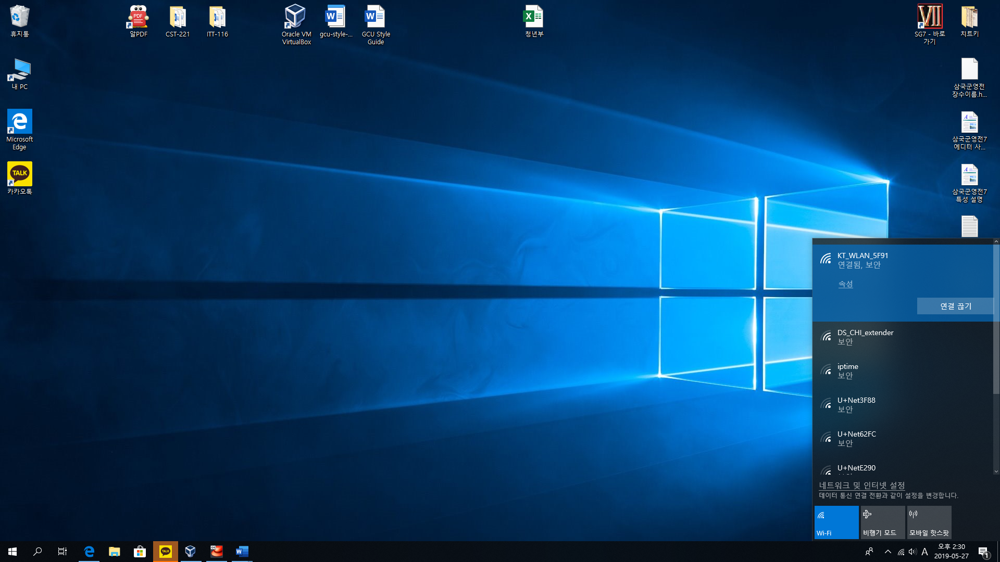 휴지통
PDF
알PDF
CST-221
ITT-116
Oracle VM
VirtualBox
gcu-style-...
GCU Style
Guide
청년부
VII
SG7 - 바로
가기
치트키
내 PC
삼국군영전
장수이름.h...
Microsoft
Edge
삼국군영전7
에디터 사...
TALK
카카오톡
삼국군영전7
특성 설명
KT_WLAN_5F91
연결됨, 보안
속성
연결 끊기
DS_CHI_extender
보안
iptime
보안
U+Net3F88
보안
U+Net62FC
보안
U+NetE290
네트워크 및 인터넷 설정
데이터 통신 연결 전환과 같이 설정을 변경합니다.
Wi-Fi
비행기 모드
모바일 핫스팟
TALK
A
오후 2:30
2019-05-27
1